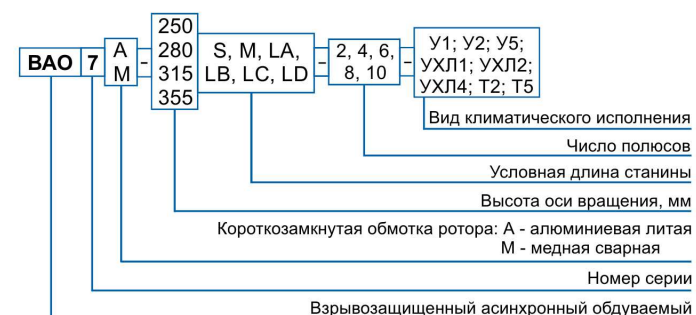 ВАО 7 А М - 250 280 315 355 S, M, LA, LB, LC, LD - 2, 4, 6, 8, 10 - У1; У2; У5; УХЛ1; УХЛ2; УХЛ4; Т2; Т5
Вид климатического исполнения
Число полюсов
Условная длина станины
Высота оси вращения, мм
Короткозамкнутая обмотка ротора: А - алюминиевая литая
М - медная сварная
Номер серии
Взрывозащищенный асинхронный обдуваемый